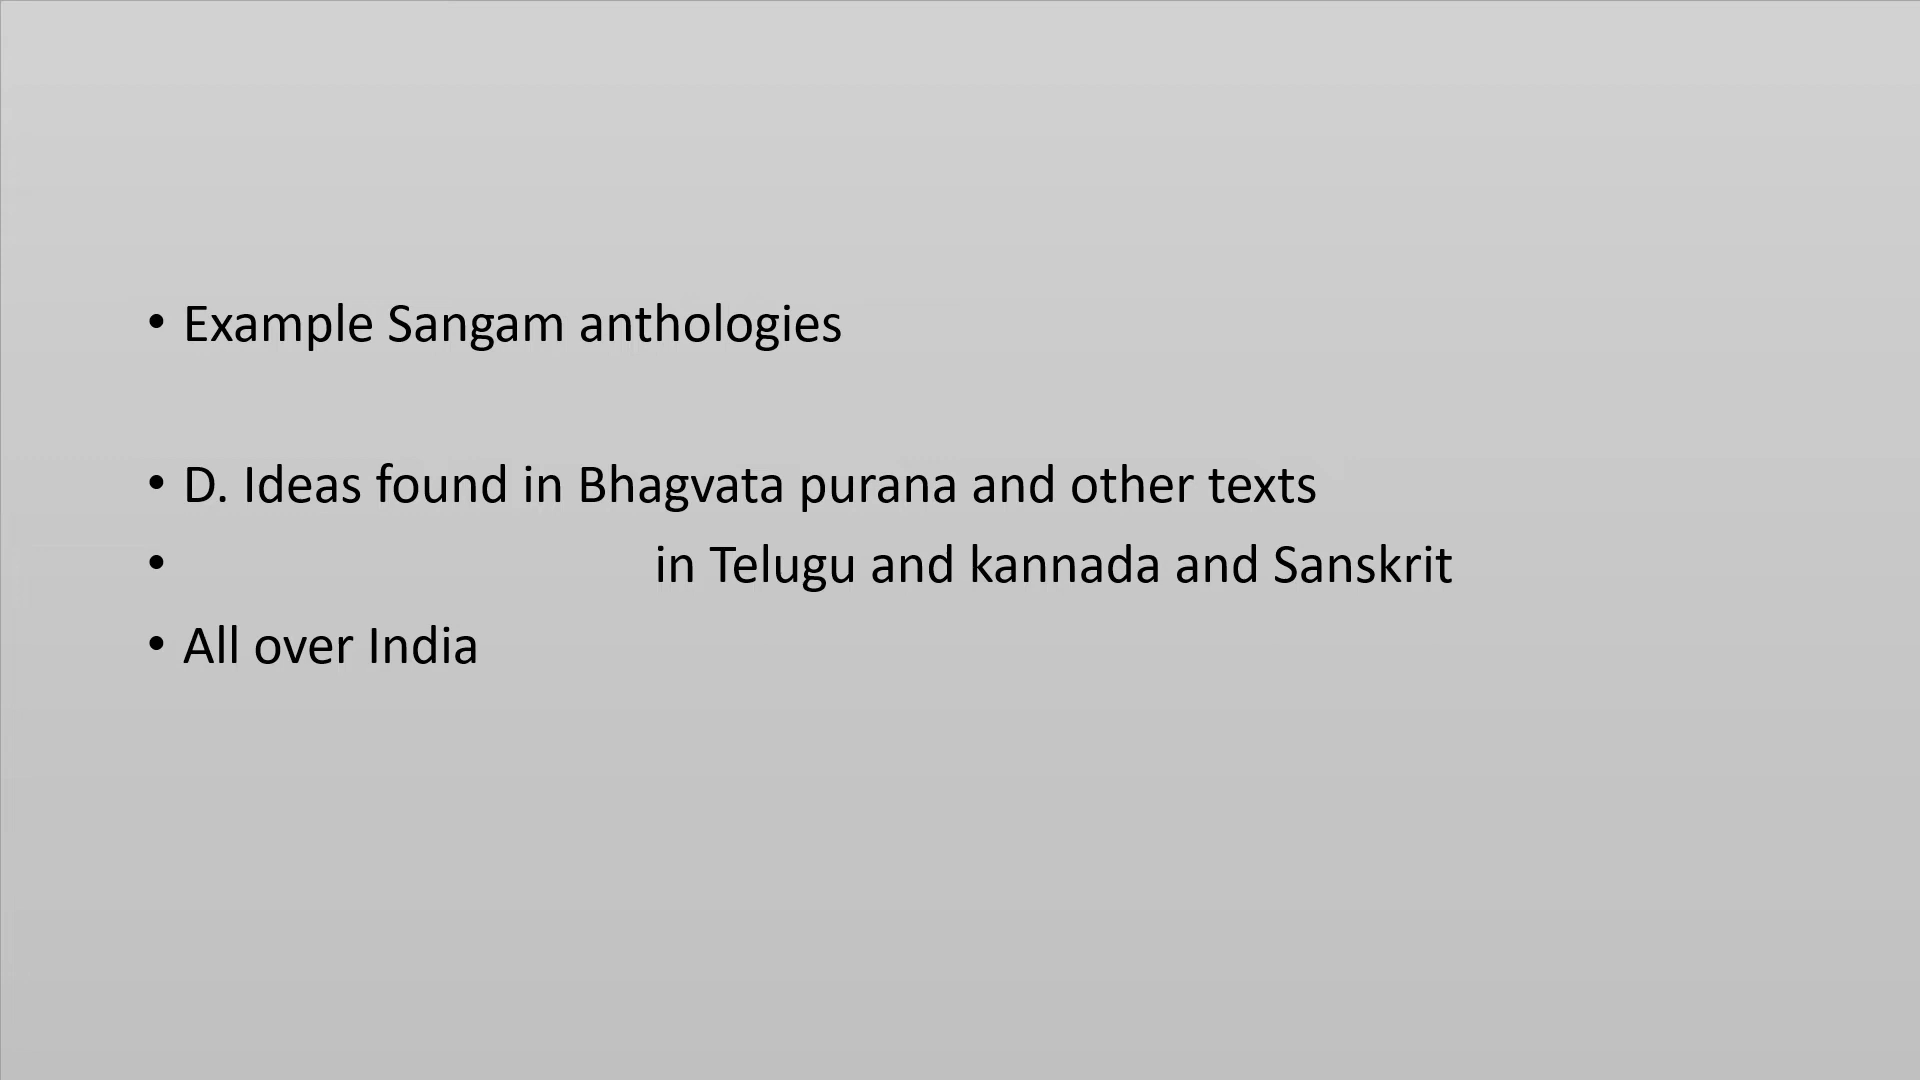 • Example Sangam anthologies
• D. Ideas found in Bhagvata purana and other texts
• in Telugu and kannada and Sanskrit
• All over India